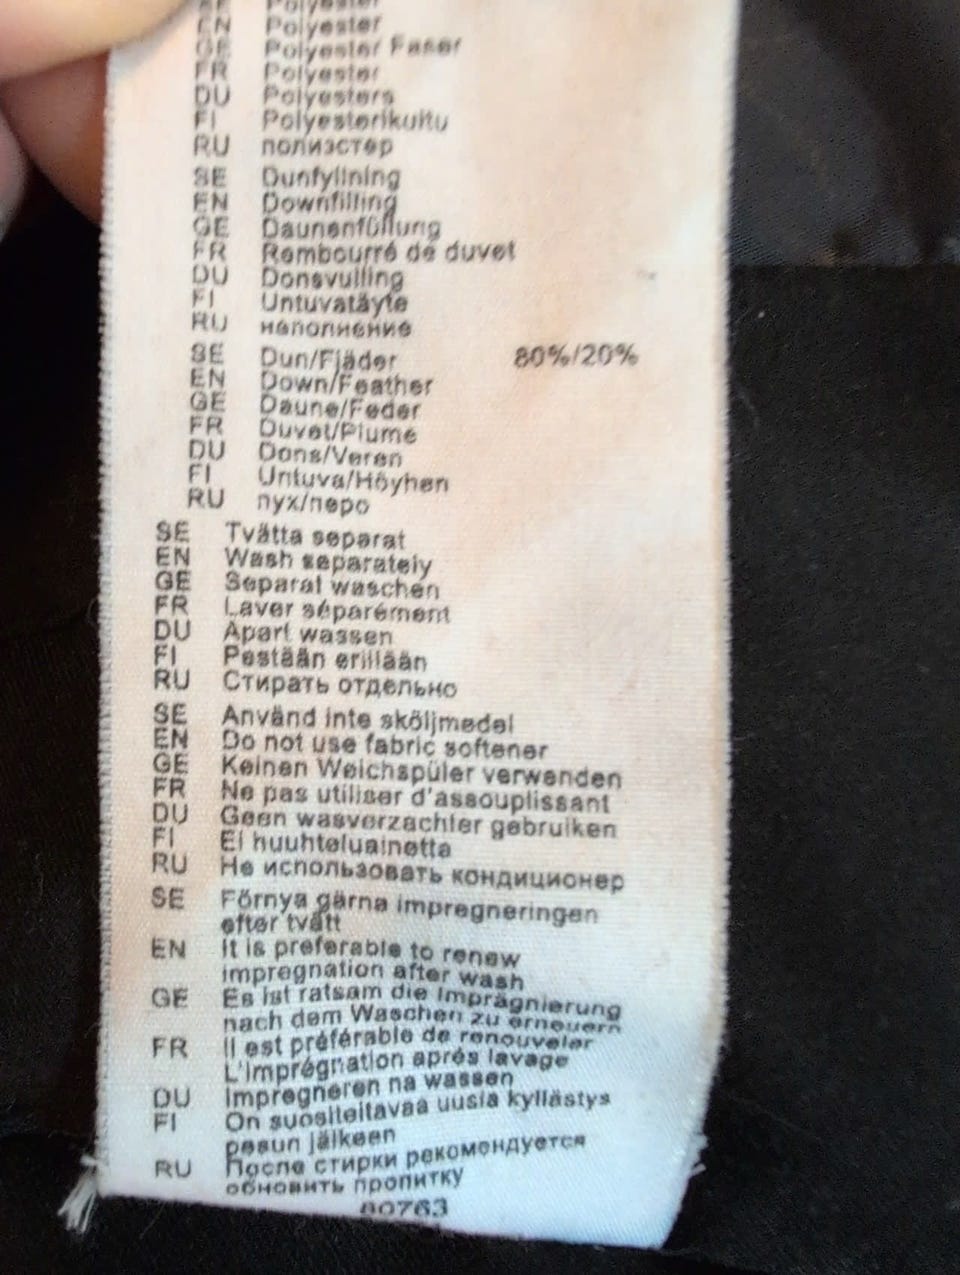 SE Polyester
EN Polyester
GE Polyester Faser
FR Polyester
DU Polyesters
FI Polyesterikuitu
RU полиэстер
SE Dunfyllning
EN Downfilling
GE Daunenfüllung
FR Rembourré de duvet
DU Donsvulling
FI Untuvatäyte
RU наполнение
SE Dun/Fjäder 80%/20%
EN Down/Feather
GE Daune/Feder
FR Duvet/Plume
DU Dons/Veren
FI Untuva/Höyhen
RU пух/перо
SE Tvätta separat
EN Wash separately
GE Separat waschen
FR Laver séparément
DU Apart wassen
FI Pestään erillään
RU Стирать отдельно
SE Använd inte sköljmedel
EN Do not use fabric softener
GE Keinen Weichspüler verwenden
FR Ne pas utiliser d'assouplissant
DU Geen wasverzachter gebruiken
FI Ei huuhteluainetta
RU Не использовать кондиционер
SE Förnya gärna impregneringen
efter tvätt
EN It is preferable to renew
impregnation after wash
GE Es ist ratsam die Imprägnierung
nach dem Waschen zu erneuern
FR Il est préférable de renouveler
L'imprégnation aprés lavage
DU Impregneren na wassen
FI On suositeltavaa uusia kyllästys
pesun jälkeen
RU После стирки рекомендуется
обновить пропитку
80763